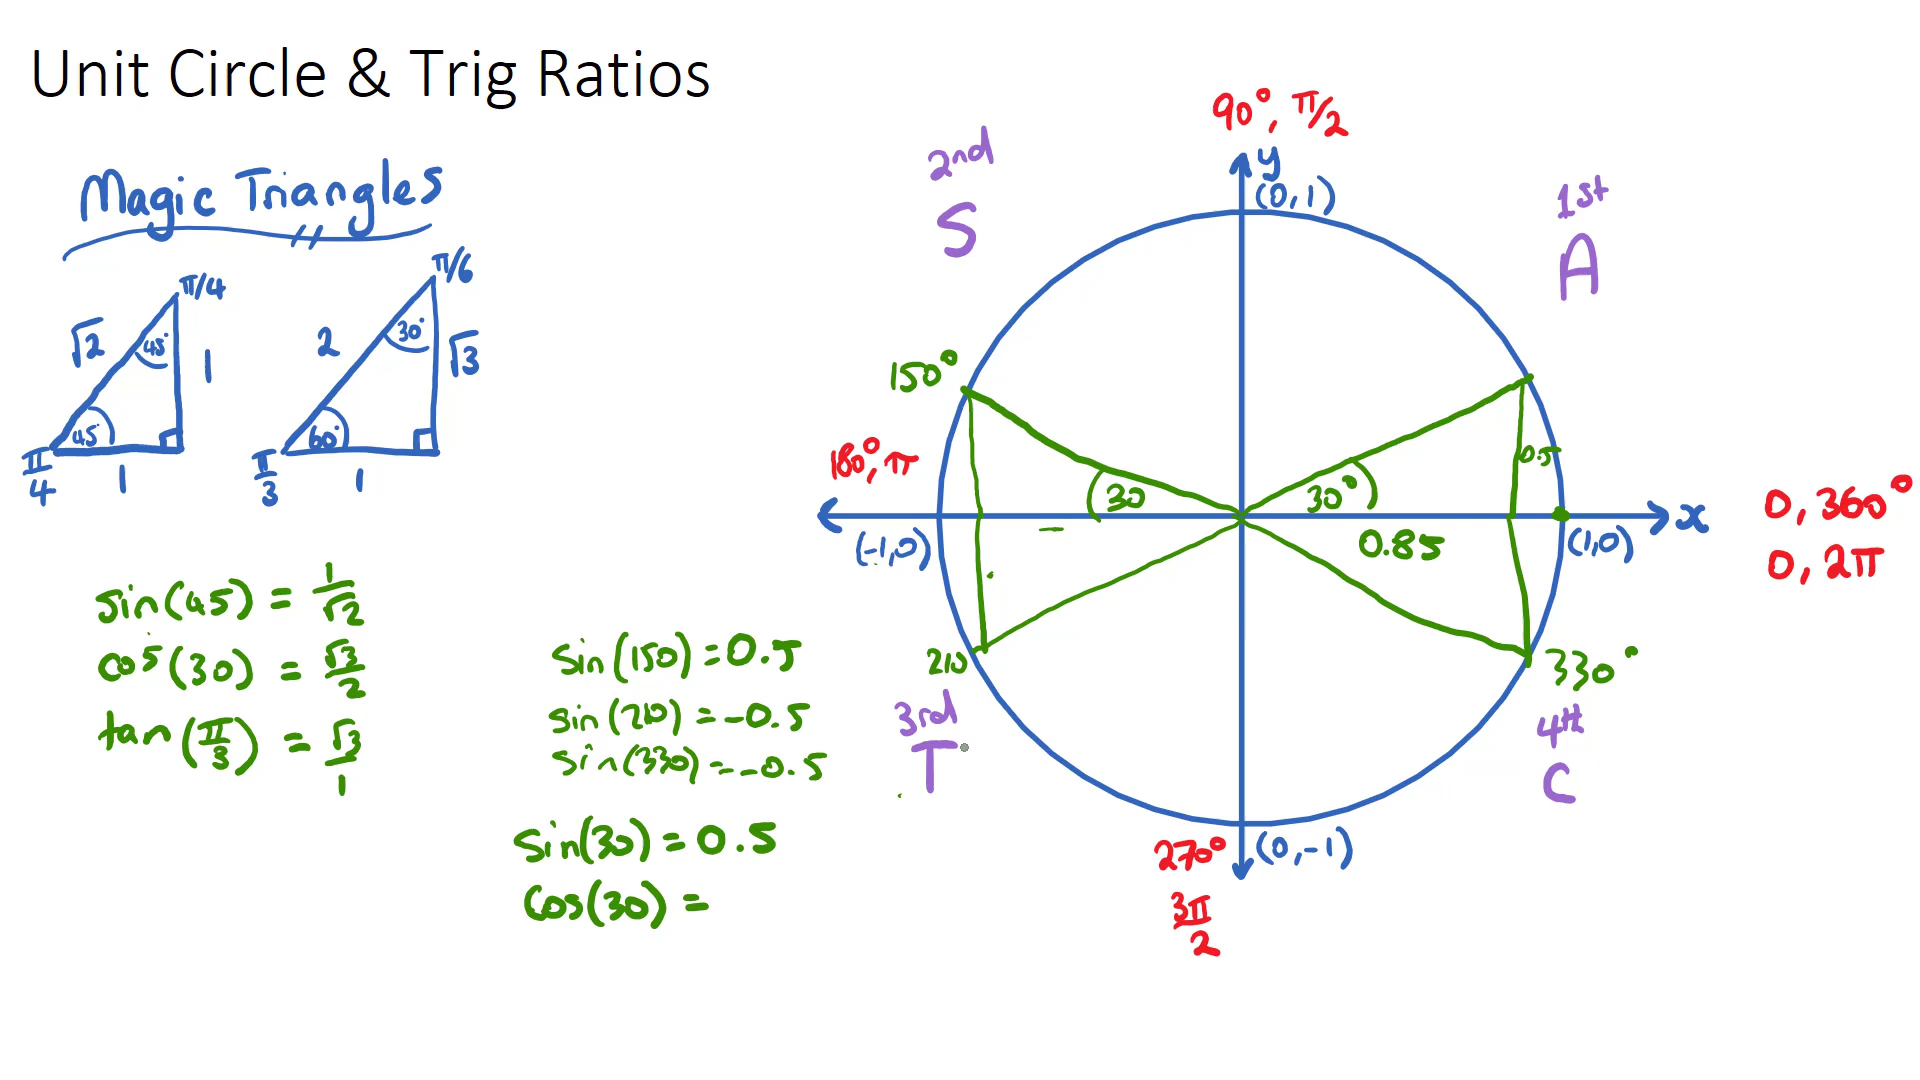 Unit Circle & Trig Ratios
Magic Triangles
π/4
√2
45°
1
45°
π/4
1
π/6
2
30°
√3
60°
π/3
1
sin(45) = 1/√2
cos(30) = √3/2
tan(π/3) = √3/1
sin(150) = 0.5
sin(210) = -0.5
sin(330) = -0.5
sin(30) = 0.5
cos(30) =
90°, π/2
y
(0,1)
2nd
S
1st
A
150°
180°, π
30
30°
0.5
0.85
(-1,0)
(1,0)
x
0, 360°
0, 2π
210
330°
3rd
T
4th
C
270°
(0,-1)
3π/2